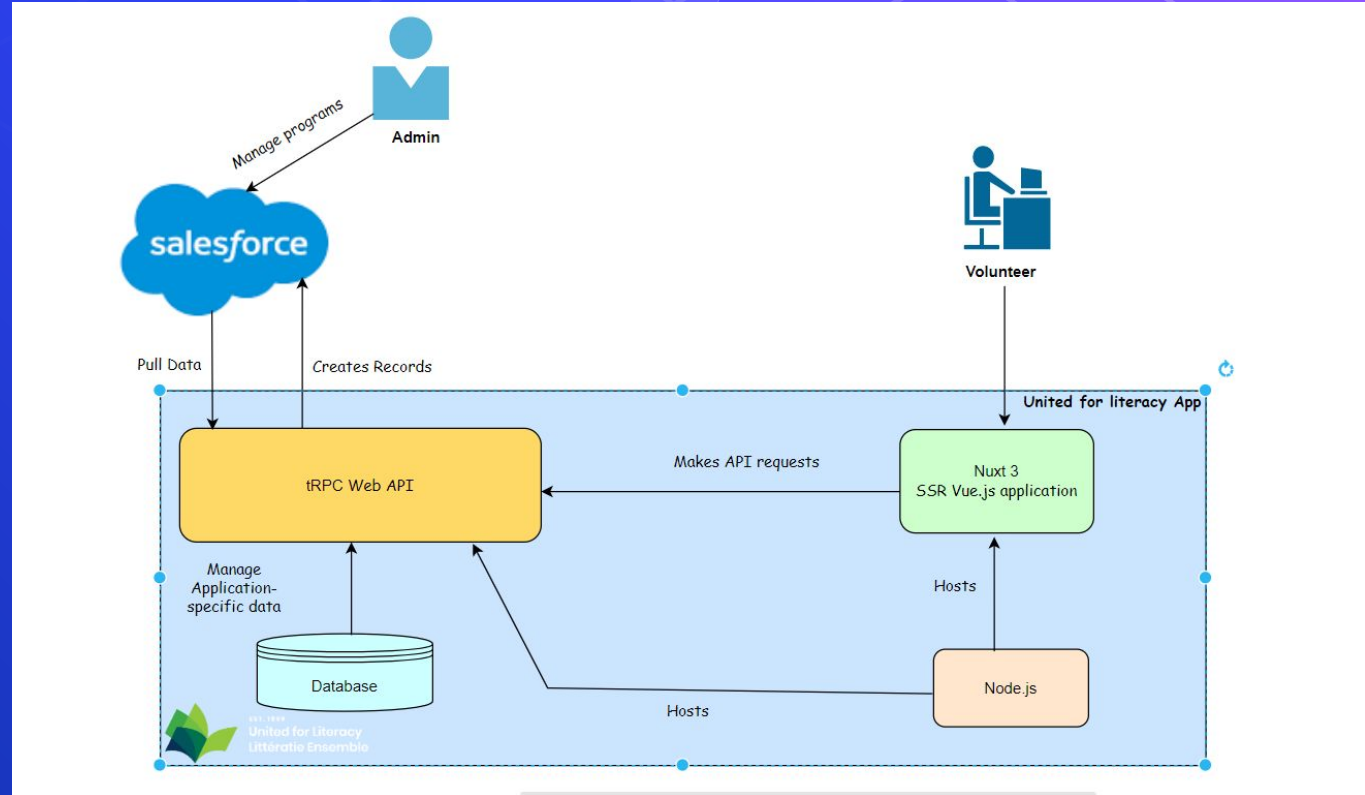 Admin
Manage programs
salesforce
Volunteer
Pull Data
Creates Records
United for literacy App
tRPC Web API
Makes API requests
Nuxt 3
SSR Vue.js application
Manage
Application-
specific data
Hosts
Database
Node.js
Hosts
EST. 1899
United for Literacy
Littératie Ensemble